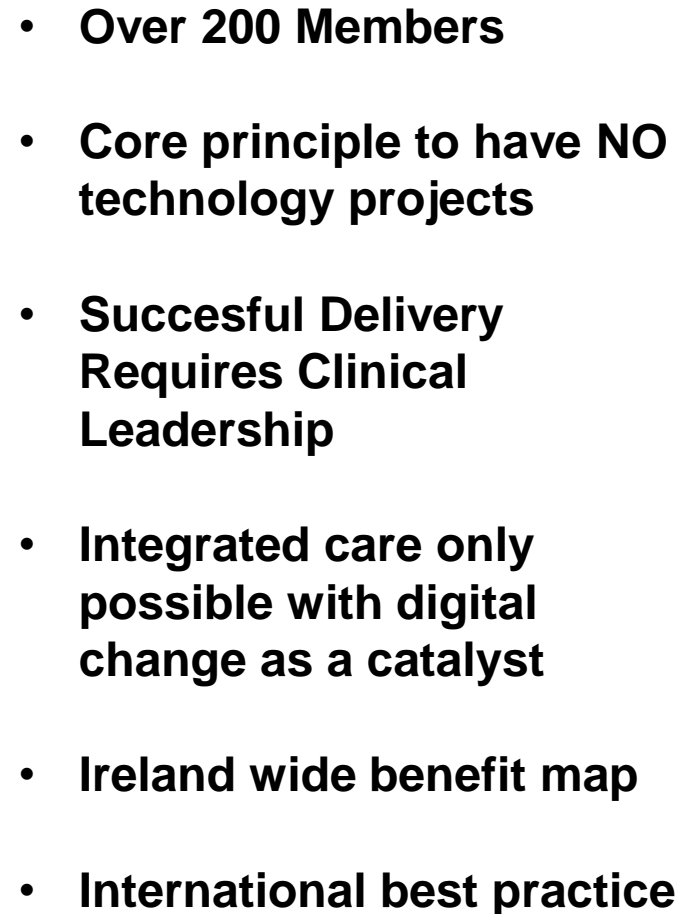 • Over 200 Members
• Core principle to have NO
technology projects
• Succesful Delivery
Requires Clinical
Leadership
• Integrated care only
possible with digital
change as a catalyst
• Ireland wide benefit map
• International best practice